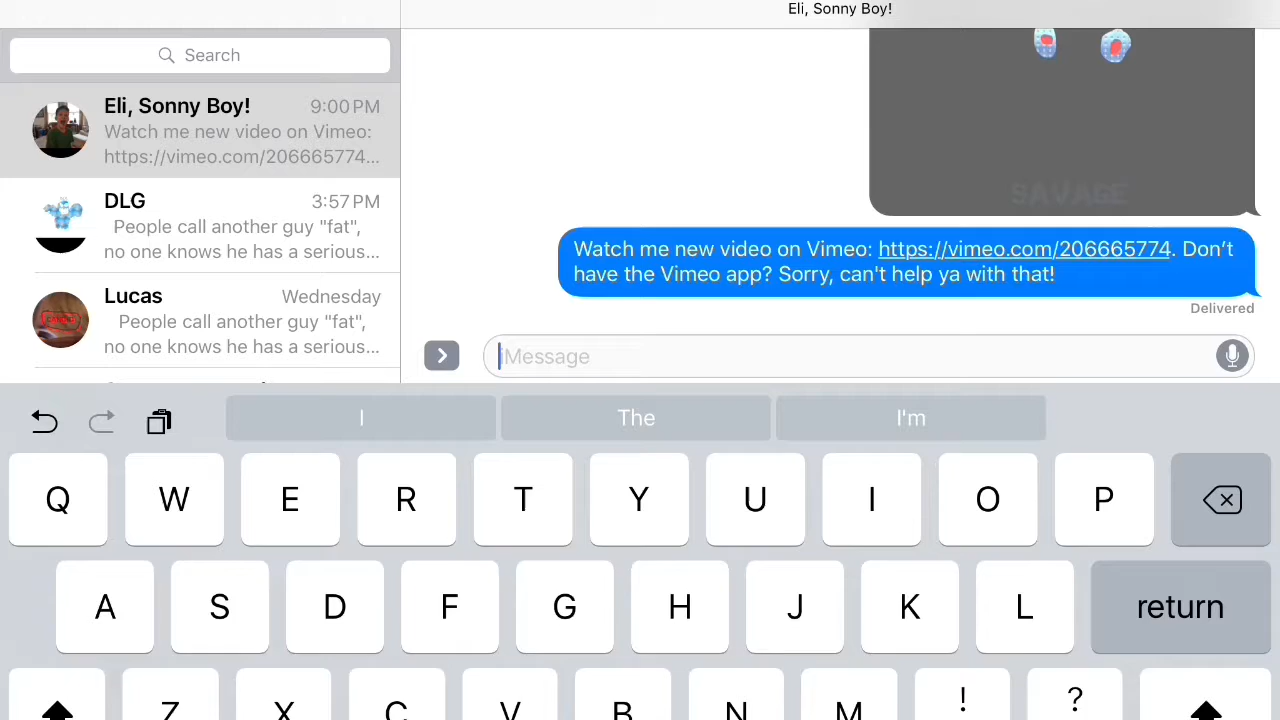 Eli, Sonny Boy!
Search
Eli, Sonny Boy! 9:00 PM
Watch me new video on Vimeo:
https://vimeo.com/206665774...
DLG 3:57 PM
People call another guy "fat",
no one knows he has a serious...
Lucas Wednesday
People call another guy "fat",
no one knows he has a serious...
SAVAGE
Watch me new video on Vimeo: https://vimeo.com/206665774. Don’t
have the Vimeo app? Sorry, can't help ya with that!
Delivered
iMessage
I The I'm
Q W E R T Y U I O P
A S D F G H J K L return
Z X C V B N M ! ?